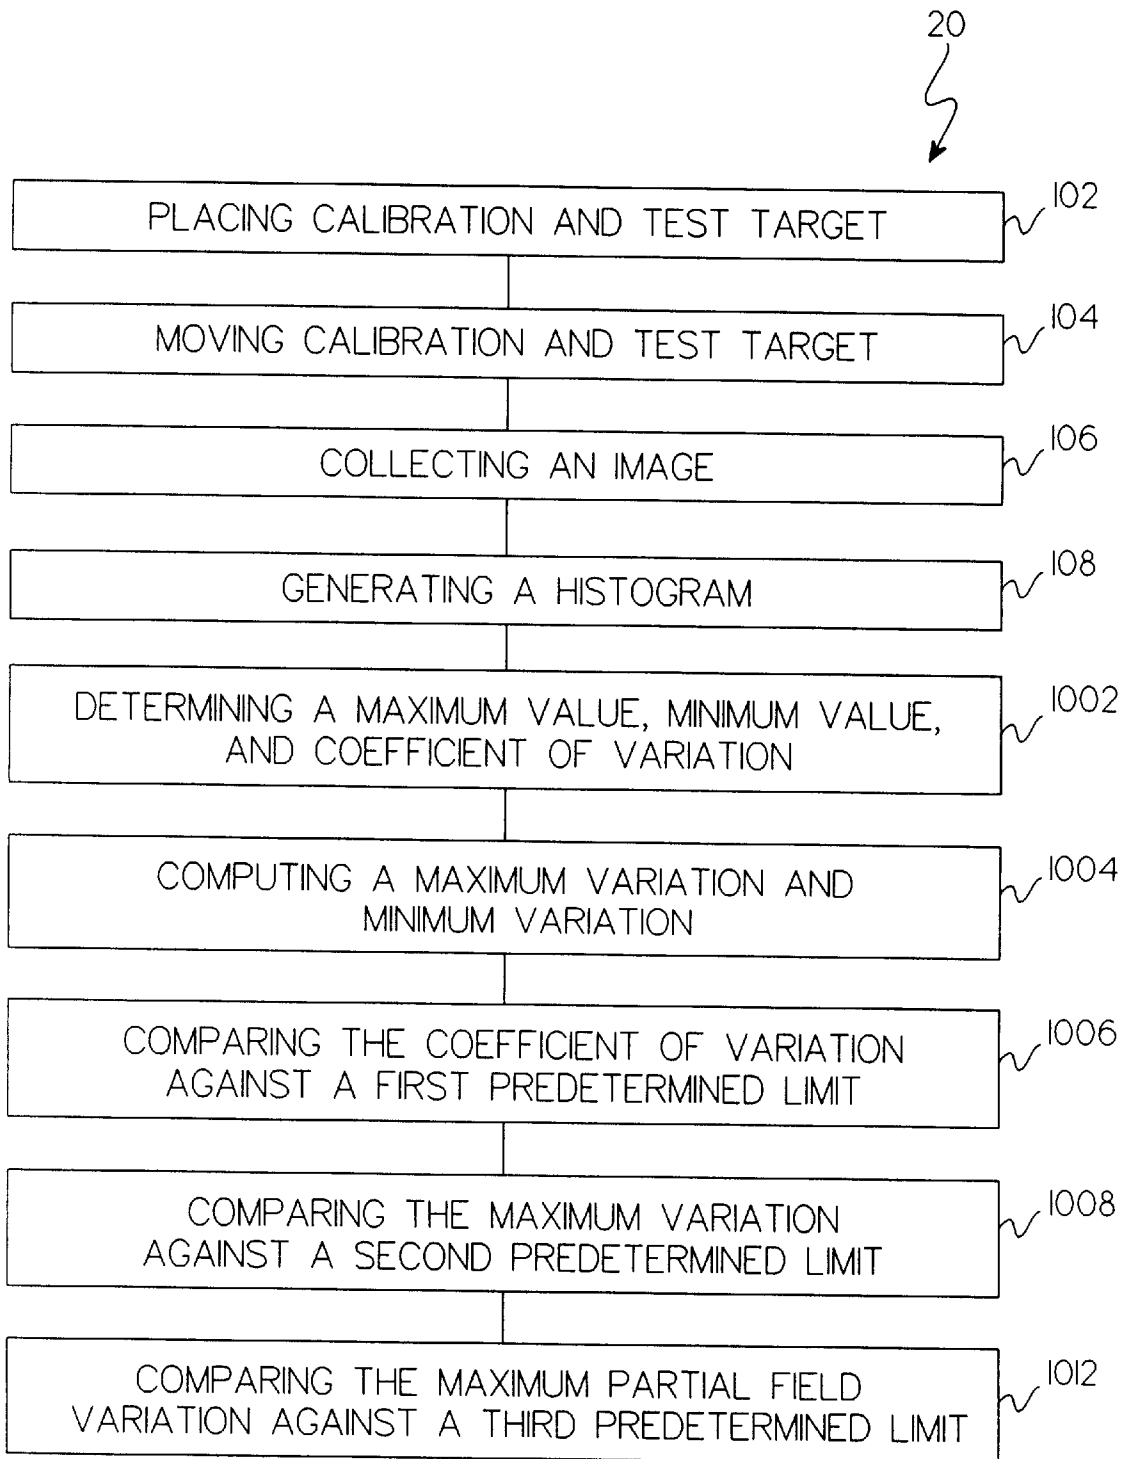 20
PLACING CALIBRATION AND TEST TARGET
102
MOVING CALIBRATION AND TEST TARGET
104
COLLECTING AN IMAGE
106
GENERATING A HISTOGRAM
108
DETERMINING A MAXIMUM VALUE, MINIMUM VALUE,
AND COEFFICIENT OF VARIATION
1002
COMPUTING A MAXIMUM VARIATION AND
MINIMUM VARIATION
1004
COMPARING THE COEFFICIENT OF VARIATION
AGAINST A FIRST PREDETERMINED LIMIT
1006
COMPARING THE MAXIMUM VARIATION
AGAINST A SECOND PREDETERMINED LIMIT
1008
COMPARING THE MAXIMUM PARTIAL FIELD
VARIATION AGAINST A THIRD PREDETERMINED LIMIT
1012